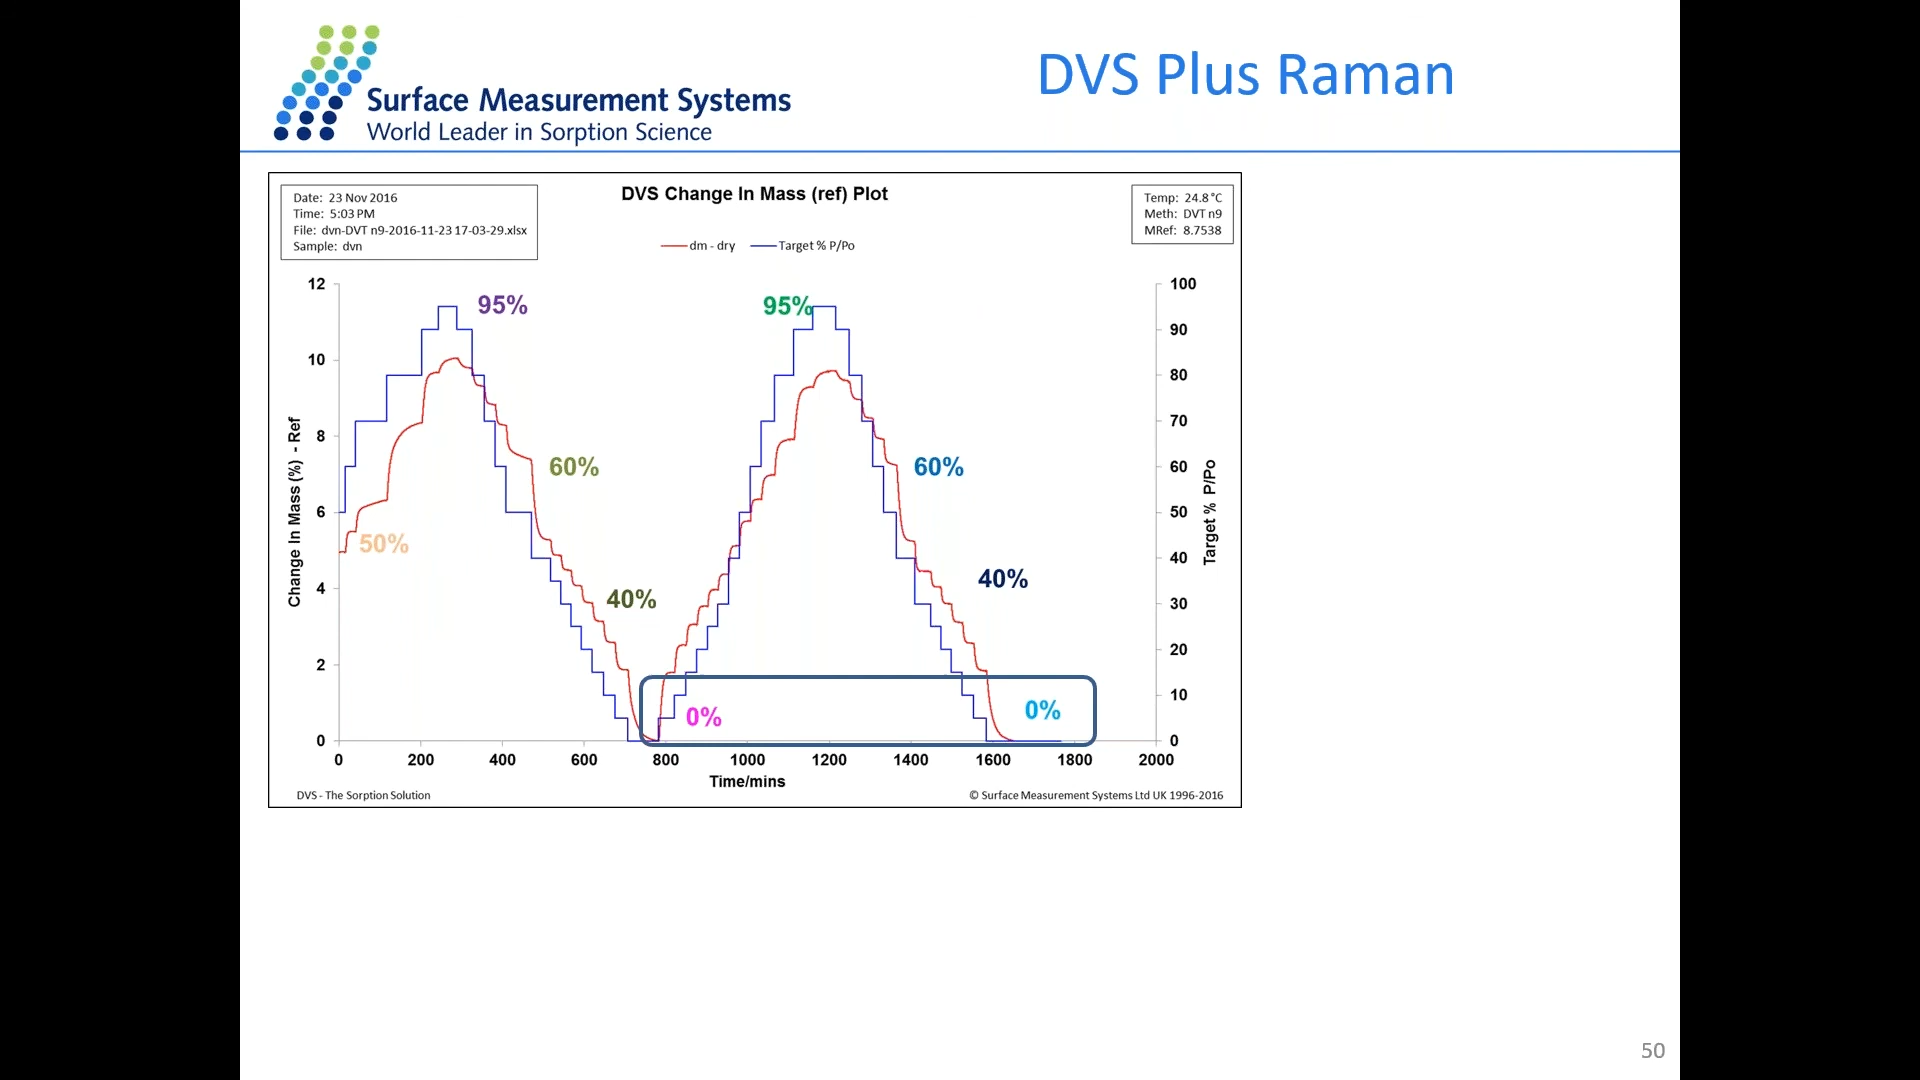 Surface Measurement Systems
World Leader in Sorption Science
DVS Plus Raman
Date: 23 Nov 2016
Time: 5:03 PM
File: dvn-DVT n9-2016-11-23 17-03-29.xlsx
Sample: dvn
DVS Change In Mass (ref) Plot
Temp: 24.8 °C
Meth: DVT n9
MRef: 8.7538
dm - dry
Target % P/Po
Change In Mass (%) - Ref
12
10
8
6
4
2
0
95%
95%
60%
60%
50%
40%
40%
0%
0%
100
90
80
70
60
50
40
30
20
10
0
Target % P/Po
0 200 400 600 800 1000 1200 1400 1600 1800 2000
Time/mins
DVS - The Sorption Solution
© Surface Measurement Systems Ltd UK 1996-2016
50